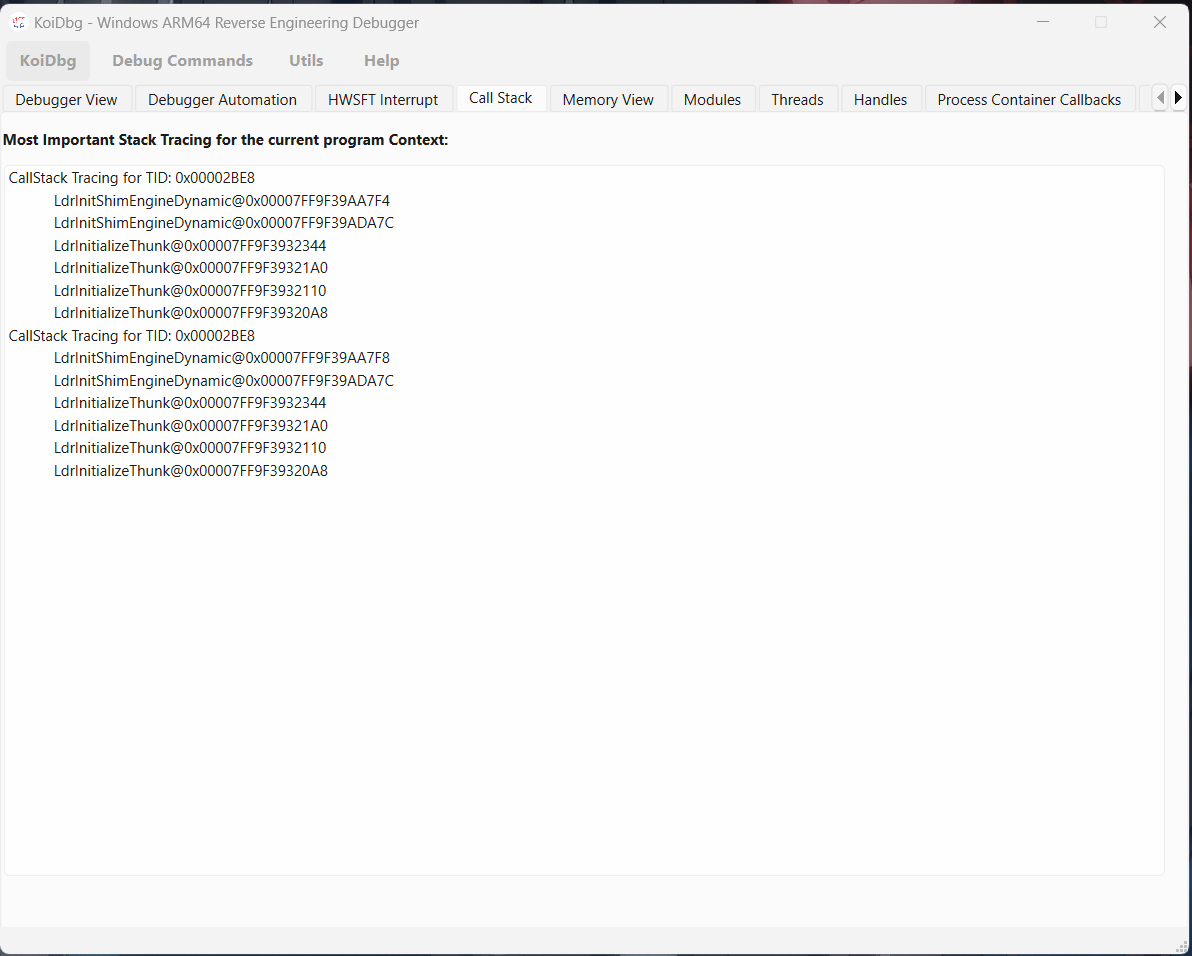 KoiDbg - Windows ARM64 Reverse Engineering Debugger
KoiDbg Debug Commands Utils Help
Debugger View Debugger Automation HWSFT Interrupt Call Stack Memory View Modules Threads Handles Process Container Callbacks
Most Important Stack Tracing for the current program Context:
CallStack Tracing for TID: 0x00002BE8
LdrInitShimEngineDynamic@0x00007FF9F39AA7F4
LdrInitShimEngineDynamic@0x00007FF9F39ADA7C
LdrInitializeThunk@0x00007FF9F3932344
LdrInitializeThunk@0x00007FF9F39321A0
LdrInitializeThunk@0x00007FF9F3932110
LdrInitializeThunk@0x00007FF9F39320A8
CallStack Tracing for TID: 0x00002BE8
LdrInitShimEngineDynamic@0x00007FF9F39AA7F8
LdrInitShimEngineDynamic@0x00007FF9F39ADA7C
LdrInitializeThunk@0x00007FF9F3932344
LdrInitializeThunk@0x00007FF9F39321A0
LdrInitializeThunk@0x00007FF9F3932110
LdrInitializeThunk@0x00007FF9F39320A8